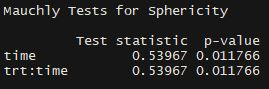 Mauchly Tests for Sphericity
Test statistic p-value
time 0.53967 0.011766
trt:time 0.53967 0.011766